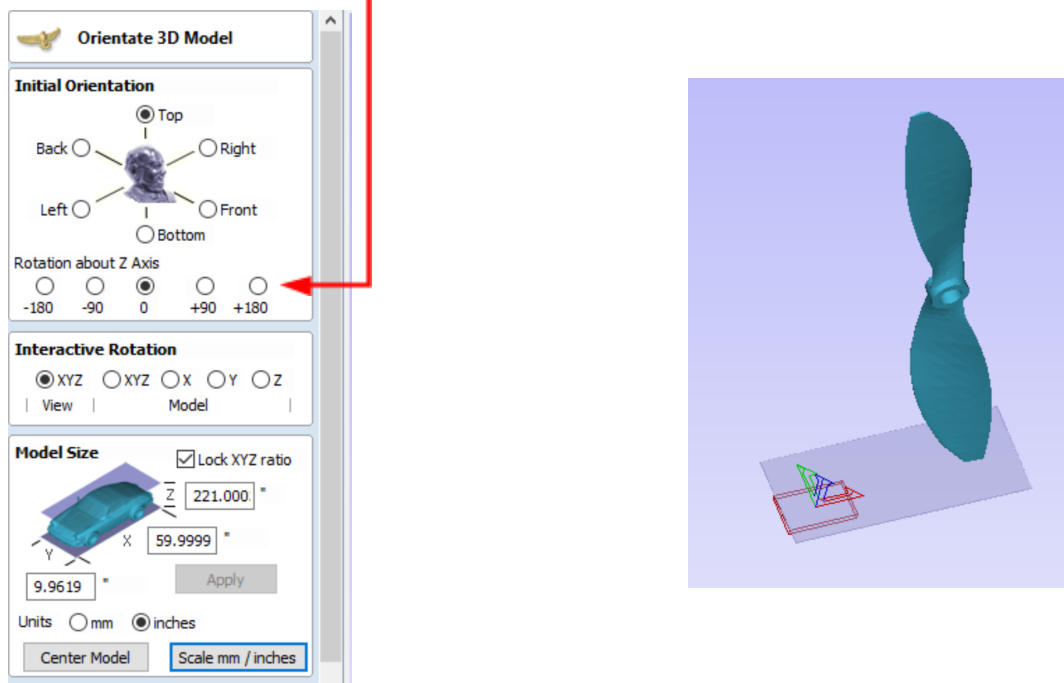 Orientate 3D Model
Initial Orientation
Top
Back Right
Left Front
Bottom
Rotation about Z Axis
-180 -90 0 +90 +180
Interactive Rotation
XYZ XYZ X Y Z
| View | Model |
Model Size
Lock XYZ ratio
Z 221.000: "
X 59.9999 "
Y
9.9619 "
Apply
Units mm inches
Center Model Scale mm / inches